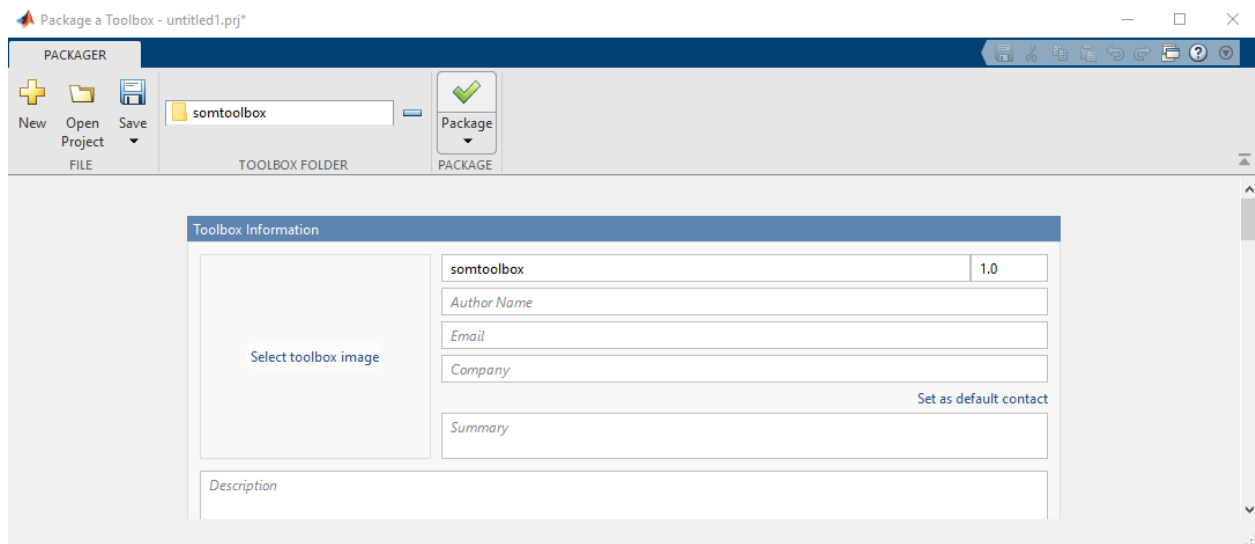 Package a Toolbox - untitled1.prj*
PACKAGER
New
Open
Project
Save
FILE
somtoolbox
TOOLBOX FOLDER
Package
PACKAGE
Toolbox Information
Select toolbox image
somtoolbox
1.0
Author Name
Email
Company
Set as default contact
Summary
Description